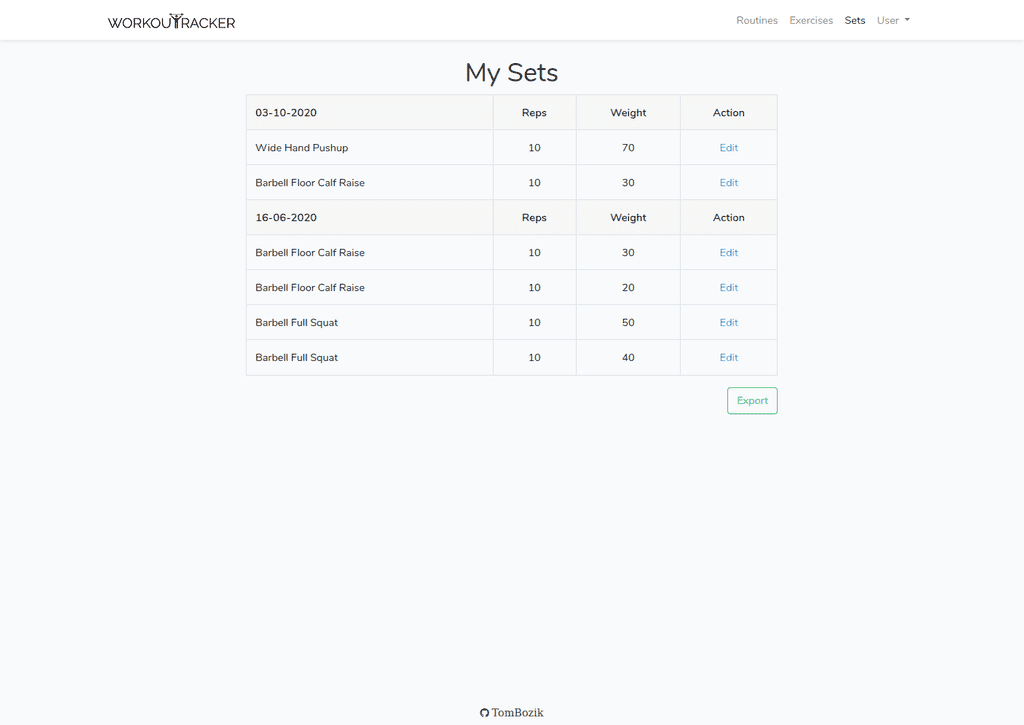 WORKOUTRACKER Routines Exercises Sets User
My Sets
03-10-2020 Reps Weight Action
Wide Hand Pushup 10 70 Edit
Barbell Floor Calf Raise 10 30 Edit
16-06-2020 Reps Weight Action
Barbell Floor Calf Raise 10 30 Edit
Barbell Floor Calf Raise 10 20 Edit
Barbell Full Squat 10 50 Edit
Barbell Full Squat 10 40 Edit
Export
TomBozik